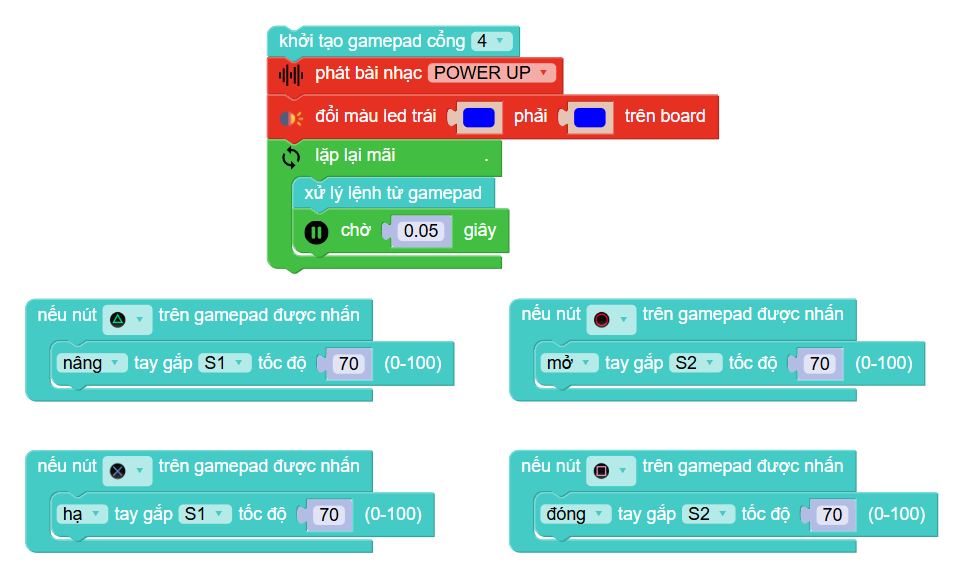 khởi tạo gamepad cổng 4
phát bài nhạc POWER UP
đổi màu led trái phải trên board
lặp lại mãi .
xử lý lệnh từ gamepad
chờ 0.05 giây
nếu nút trên gamepad được nhấn
nâng tay gắp S1 tốc độ 70 (0-100)
nếu nút trên gamepad được nhấn
mở tay gắp S2 tốc độ 70 (0-100)
nếu nút trên gamepad được nhấn
hạ tay gắp S1 tốc độ 70 (0-100)
nếu nút trên gamepad được nhấn
đóng tay gắp S2 tốc độ 70 (0-100)